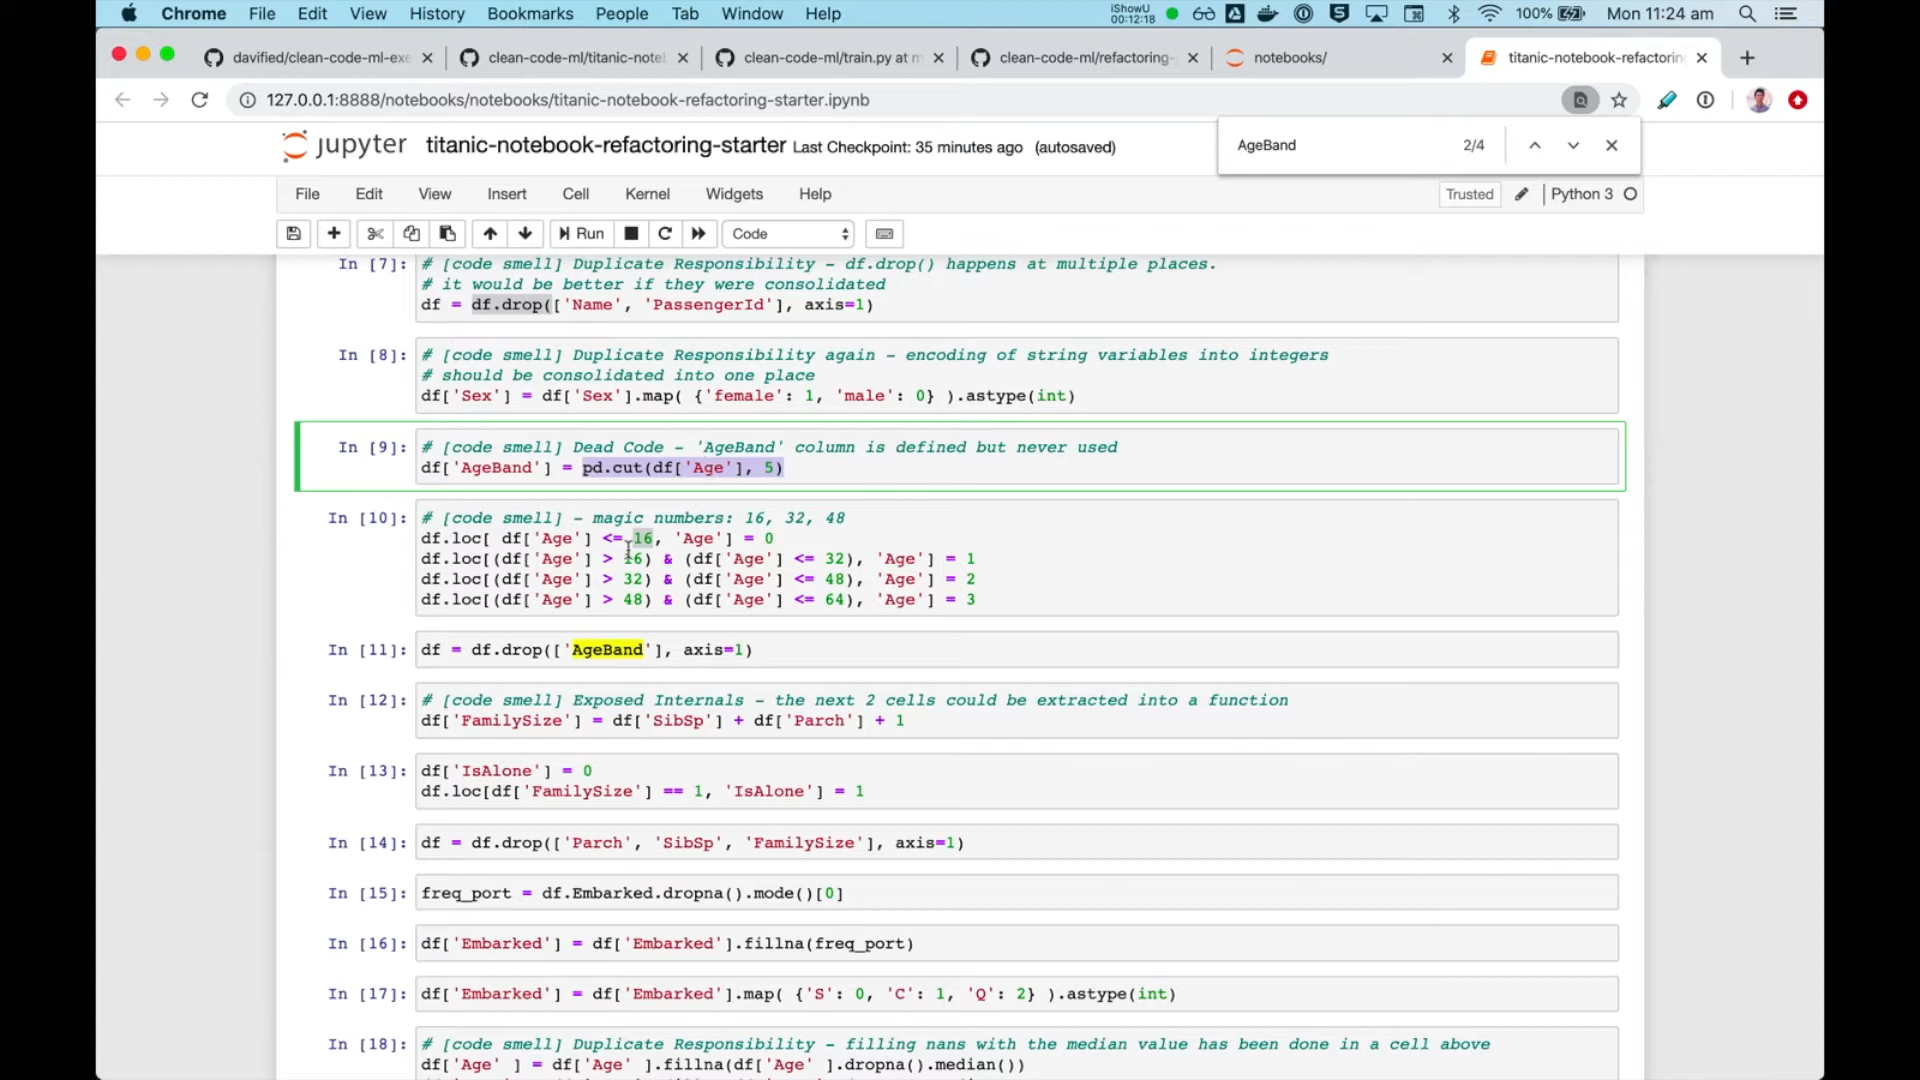 Chrome File Edit View History Bookmarks People Tab Window Help iShowU 00:12:18 100% Mon 11:24 am
davified/clean-code-ml-exe clean-code-ml/titanic-note clean-code-ml/train.py at m clean-code-ml/refactoring- notebooks/ titanic-notebook-refactorin
127.0.0.1:8888/notebooks/notebooks/titanic-notebook-refactoring-starter.ipynb
AgeBand 2/4
jupyter titanic-notebook-refactoring-starter Last Checkpoint: 35 minutes ago (autosaved)
File Edit View Insert Cell Kernel Widgets Help Trusted Python 3
Run Code
In [7]: # [code smell] Duplicate Responsibility - df.drop() happens at multiple places.
# it would be better if they were consolidated
df = df.drop(['Name', 'PassengerId'], axis=1)
In [8]: # [code smell] Duplicate Responsibility again - encoding of string variables into integers
# should be consolidated into one place
df['Sex'] = df['Sex'].map( {'female': 1, 'male': 0} ).astype(int)
In [9]: # [code smell] Dead Code - 'AgeBand' column is defined but never used
df['AgeBand'] = pd.cut(df['Age'], 5)
In [10]: # [code smell] - magic numbers: 16, 32, 48
df.loc[ df['Age'] <= 16, 'Age'] = 0
df.loc[(df['Age'] > 16) & (df['Age'] <= 32), 'Age'] = 1
df.loc[(df['Age'] > 32) & (df['Age'] <= 48), 'Age'] = 2
df.loc[(df['Age'] > 48) & (df['Age'] <= 64), 'Age'] = 3
In [11]: df = df.drop(['AgeBand'], axis=1)
In [12]: # [code smell] Exposed Internals - the next 2 cells could be extracted into a function
df['FamilySize'] = df['SibSp'] + df['Parch'] + 1
In [13]: df['IsAlone'] = 0
df.loc[df['FamilySize'] == 1, 'IsAlone'] = 1
In [14]: df = df.drop(['Parch', 'SibSp', 'FamilySize'], axis=1)
In [15]: freq_port = df.Embarked.dropna().mode()[0]
In [16]: df['Embarked'] = df['Embarked'].fillna(freq_port)
In [17]: df['Embarked'] = df['Embarked'].map( {'S': 0, 'C': 1, 'Q': 2} ).astype(int)
In [18]: # [code smell] Duplicate Responsibility - filling nans with the median value has been done in a cell above
df['Age' ] = df['Age' ].fillna(df['Age' ].dropna().median())